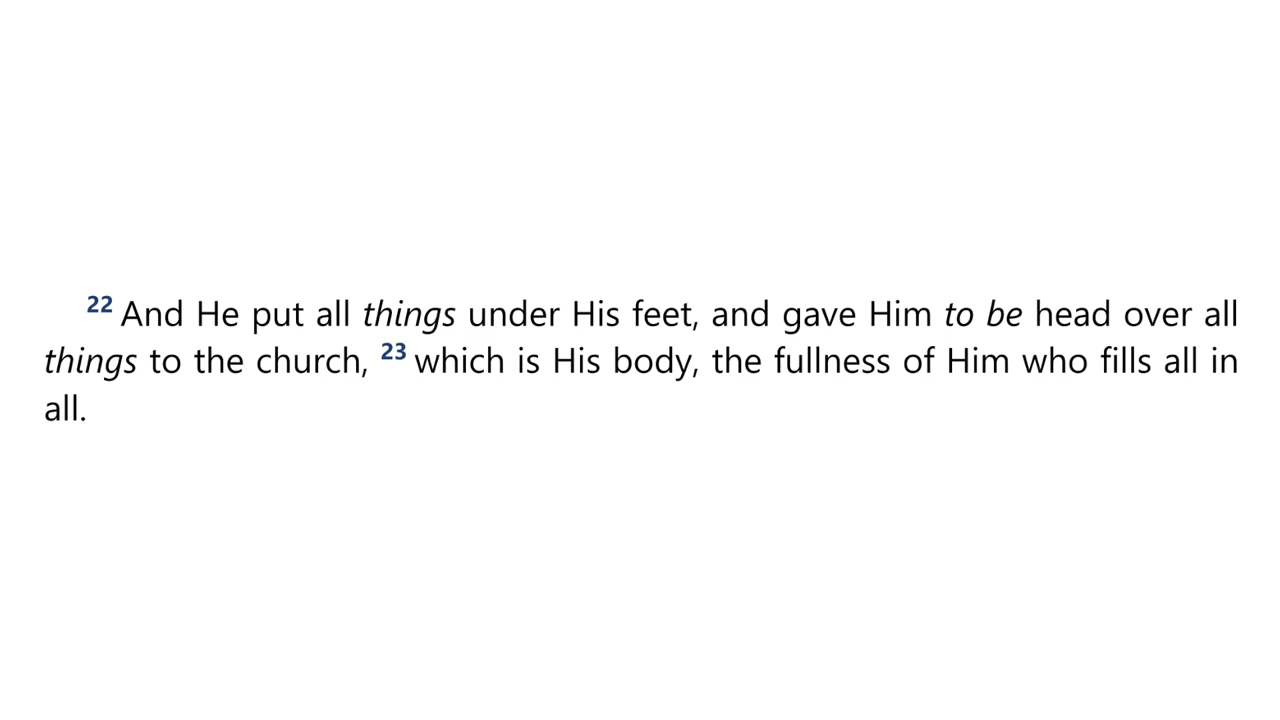 22 And He put all things under His feet, and gave Him to be head over all
things to the church, 23 which is His body, the fullness of Him who fills all in
all.